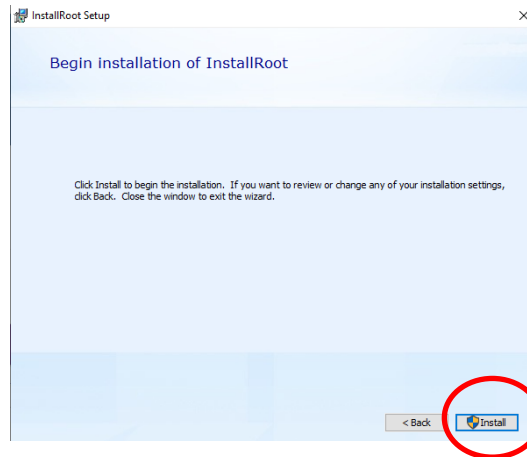 InstallRoot Setup
Begin installation of InstallRoot
Click Install to begin the installation.  If you want to review or change any of your installation settings,
click Back.  Close the window to exit the wizard.
< Back
Install